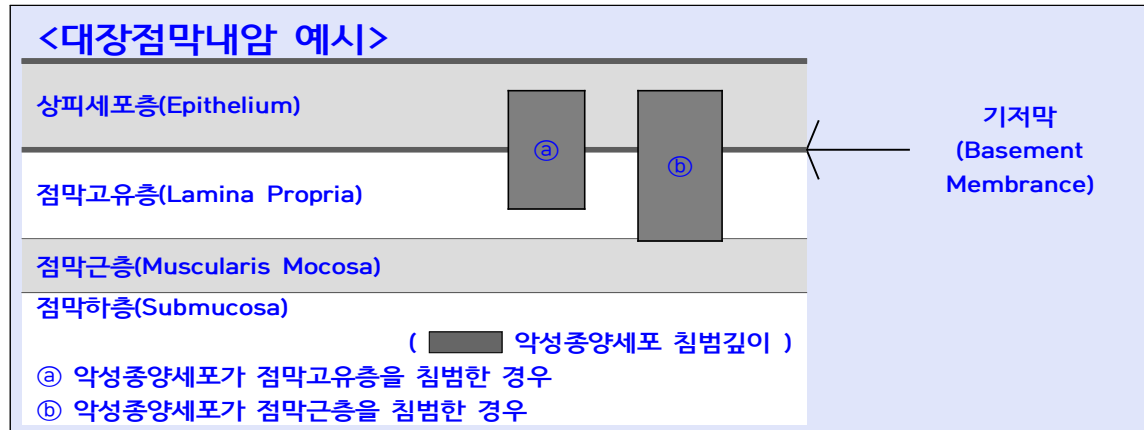 <대장점막내암 예시>
상피세포층(Epithelium)
ⓐ
ⓑ
기저막
(Basement
Membrance)
점막고유층(Lamina Propria)
점막근층(Muscularis Mocosa)
점막하층(Submucosa)
( 악성종양세포 침범깊이 )
ⓐ 악성종양세포가 점막고유층을 침범한 경우
ⓑ 악성종양세포가 점막근층을 침범한 경우